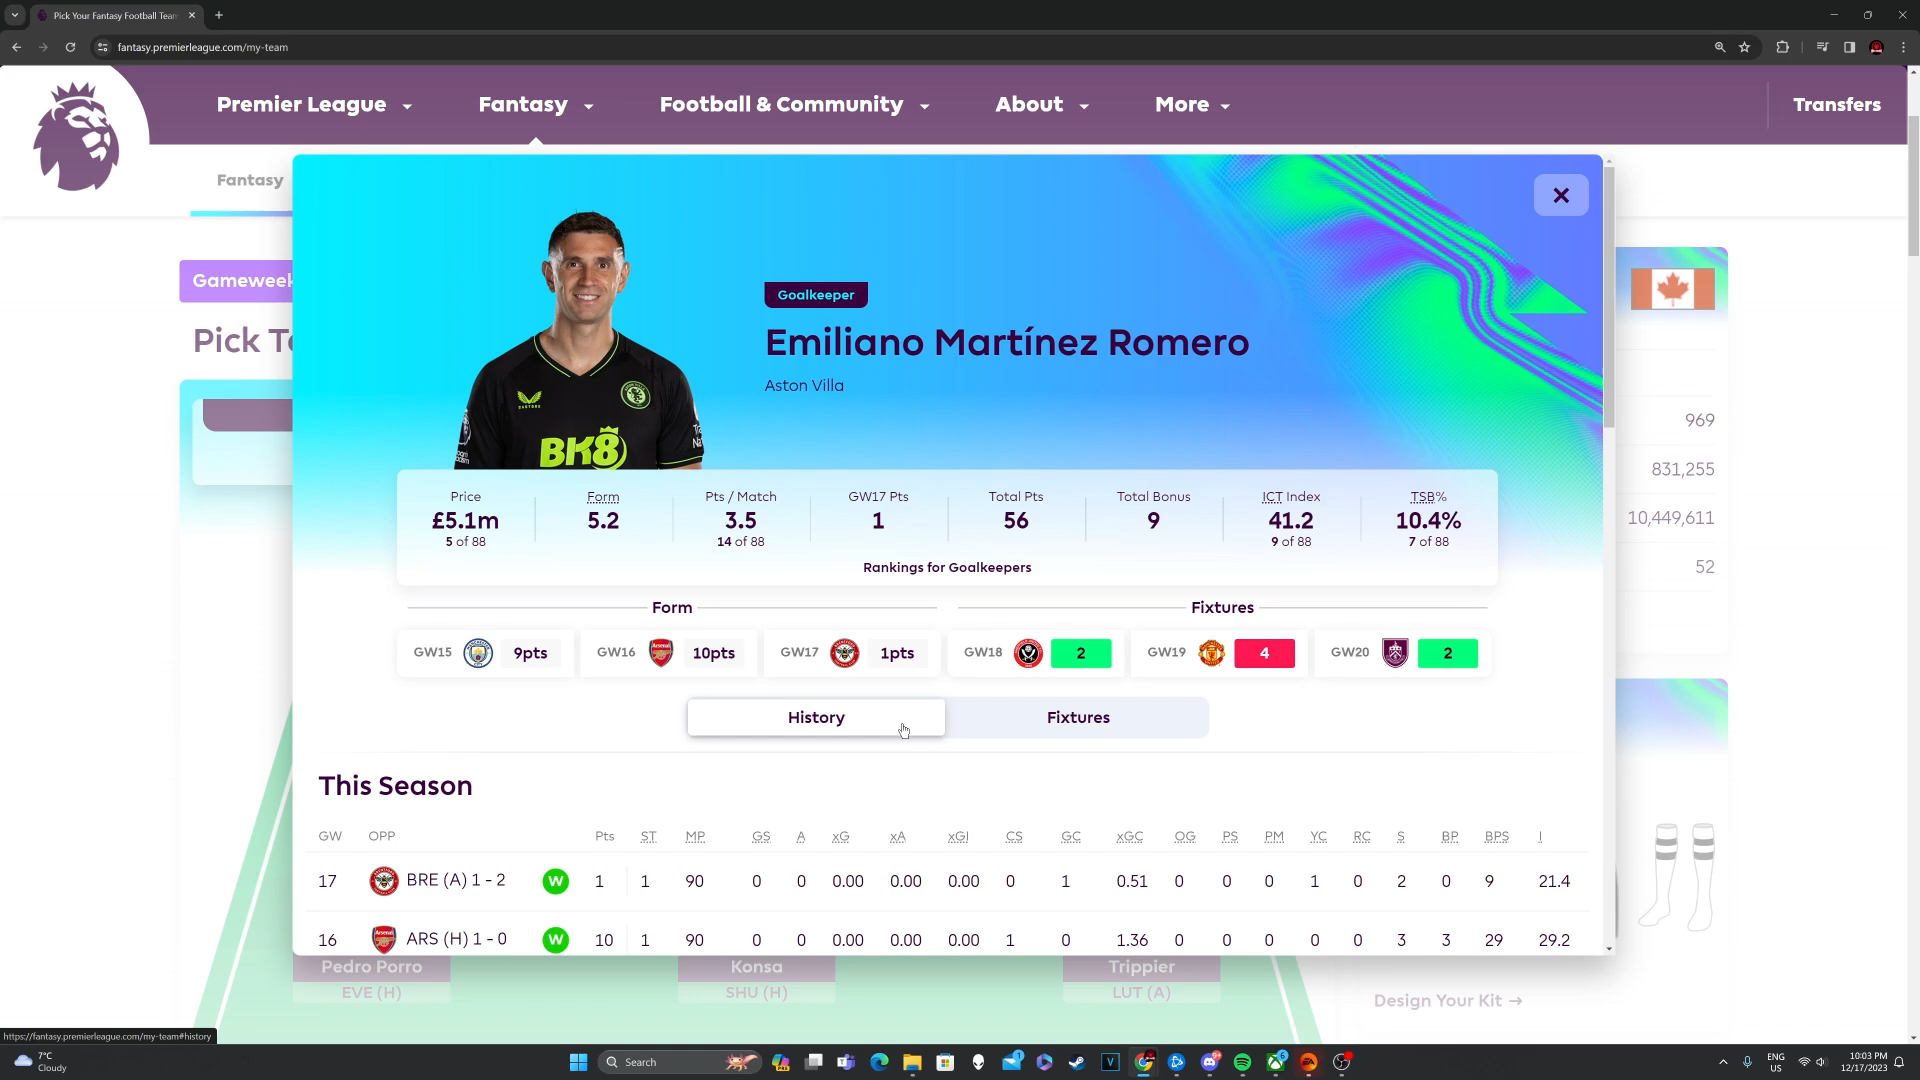 Pick Your Fantasy Football Team
fantasy.premierleague.com/my-team
Premier League
Fantasy
Football & Community
About
More
Transfers
Fantasy
Gameweek
Pick Te
Goalkeeper
Emiliano Martínez Romero
Aston Villa
BK8
969
831,255
10,449,611
52
Price Form Pts / Match GW17 Pts Total Pts Total Bonus ICT Index TSB%
£5.1m 5.2 3.5 1 56 9 41.2 10.4%
5 of 88 14 of 88 9 of 88 7 of 88
Rankings for Goalkeepers
Form Fixtures
GW15 9pts GW16 10pts GW17 1pts GW18 2 GW19 4 GW20 2
History Fixtures
This Season
GW OPP Pts ST MP GS A xG xA xGI CS GC xGC OG PS PM YC RC S BP BPS I
17 BRE (A) 1 - 2 W 1 1 90 0 0 0.00 0.00 0.00 0 1 0.51 0 0 0 1 0 2 0 9 21.4
16 ARS (H) 1 - 0 W 10 1 90 0 0 0.00 0.00 0.00 1 0 1.36 0 0 0 0 0 3 3 29 29.2
Pedro Porro Konsa Trippier
EVE (H) SHU (H) LUT (A)
Design Your Kit →
https://fantasy.premierleague.com/my-team#history
7°C
Cloudy
Search
ENG
US
10:03 PM
12/17/2023